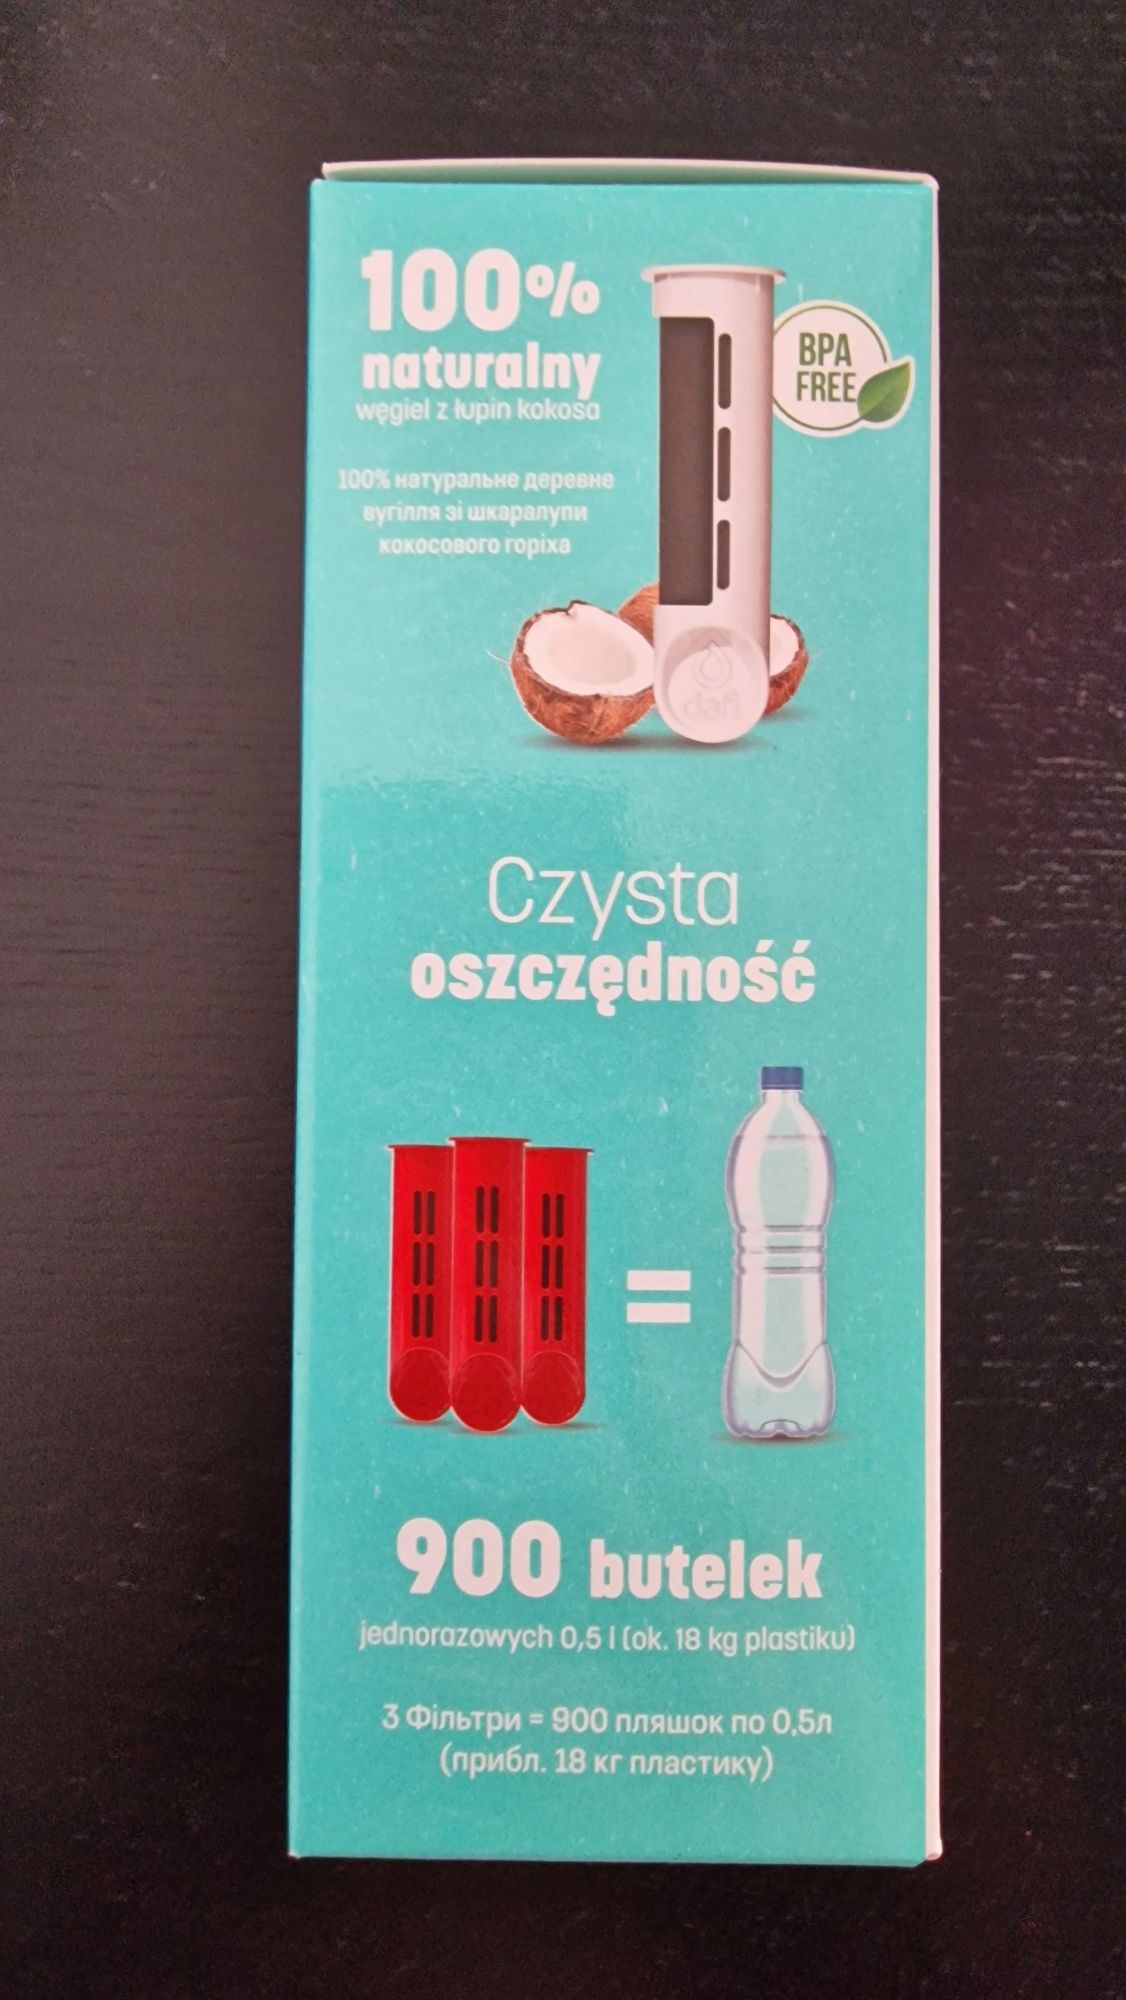 100%
naturalny
węgiel z łupin kokosa
100% натуральне деревне
вугілля зі шкаралупи
кокосового горіха
BPA
FREE
dafi
Czysta
oszczędność
=
900 butelek
jednorazowych 0,5 l (ok. 18 kg plastiku)
3 Фільтри = 900 пляшок по 0,5л
(прибл. 18 кг пластику)